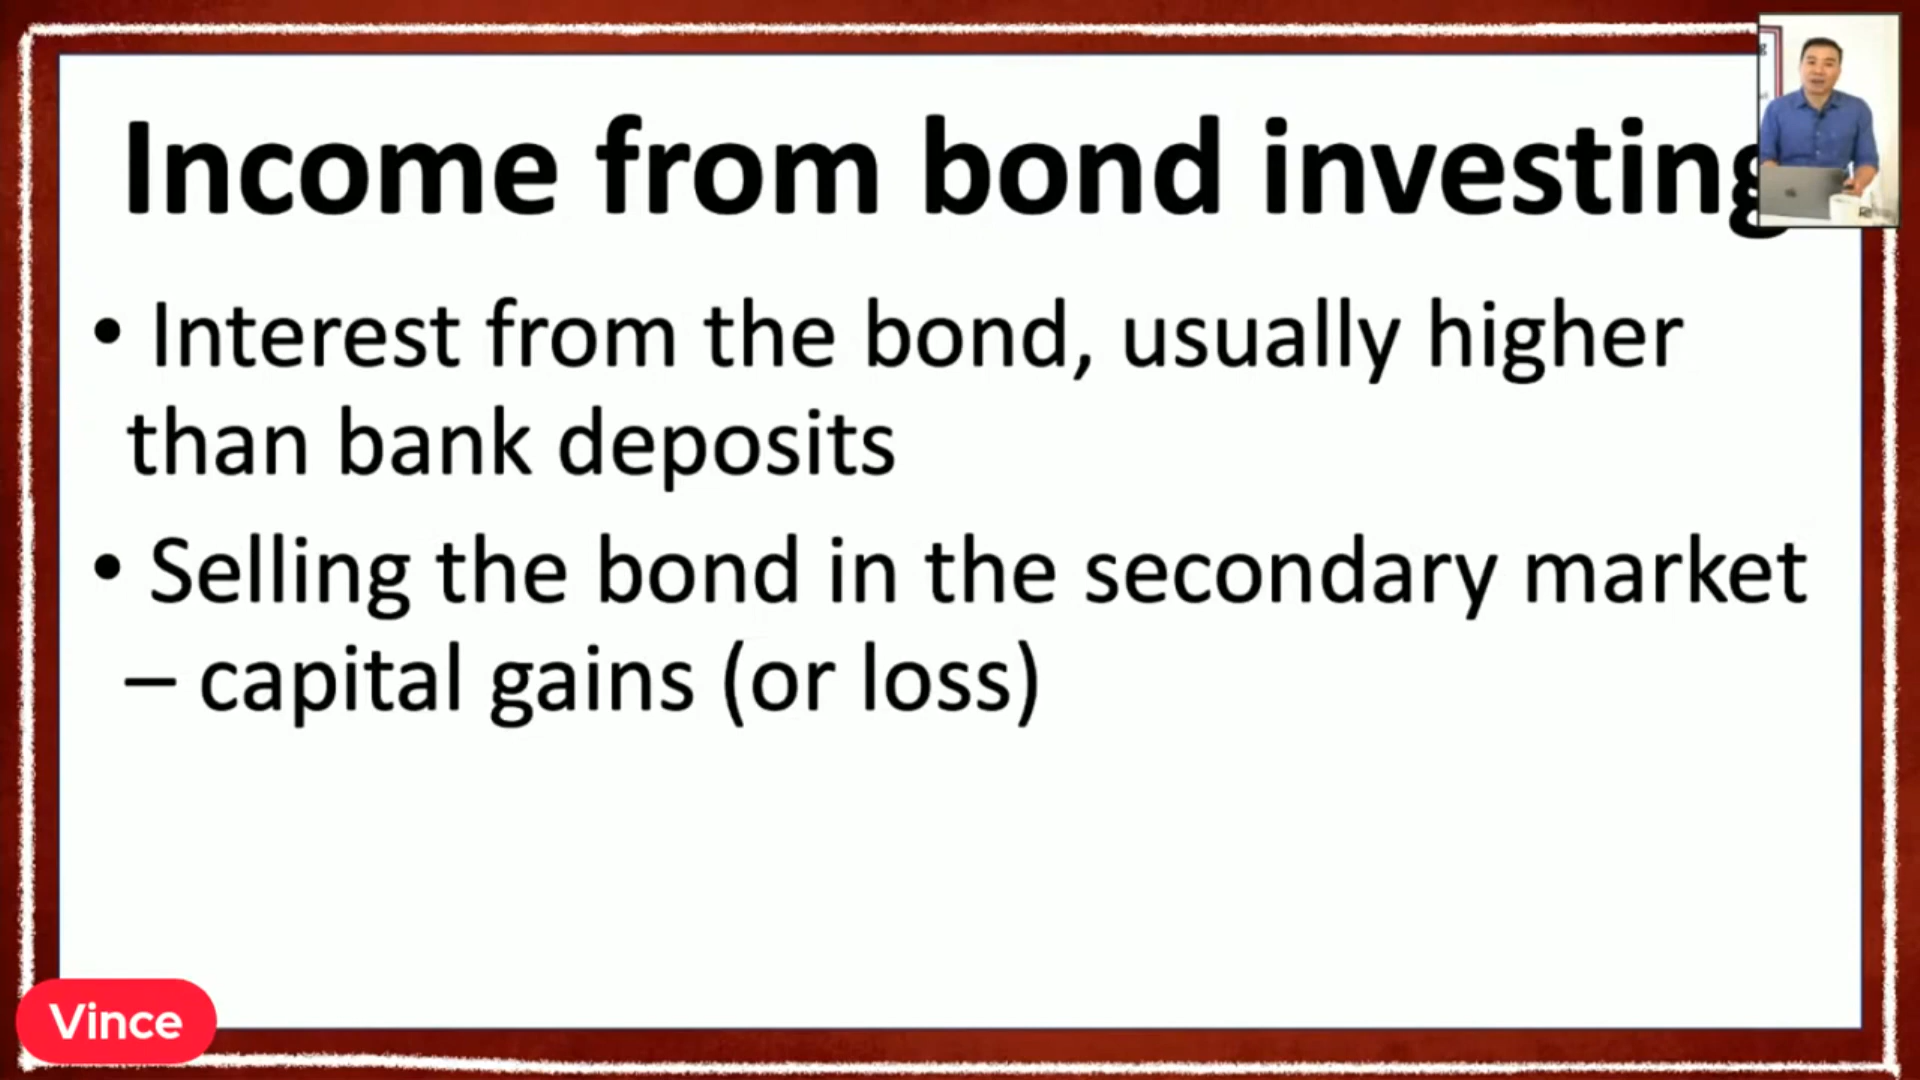 Income from bond investing
• Interest from the bond, usually higher
than bank deposits
• Selling the bond in the secondary market
– capital gains (or loss)
Vince